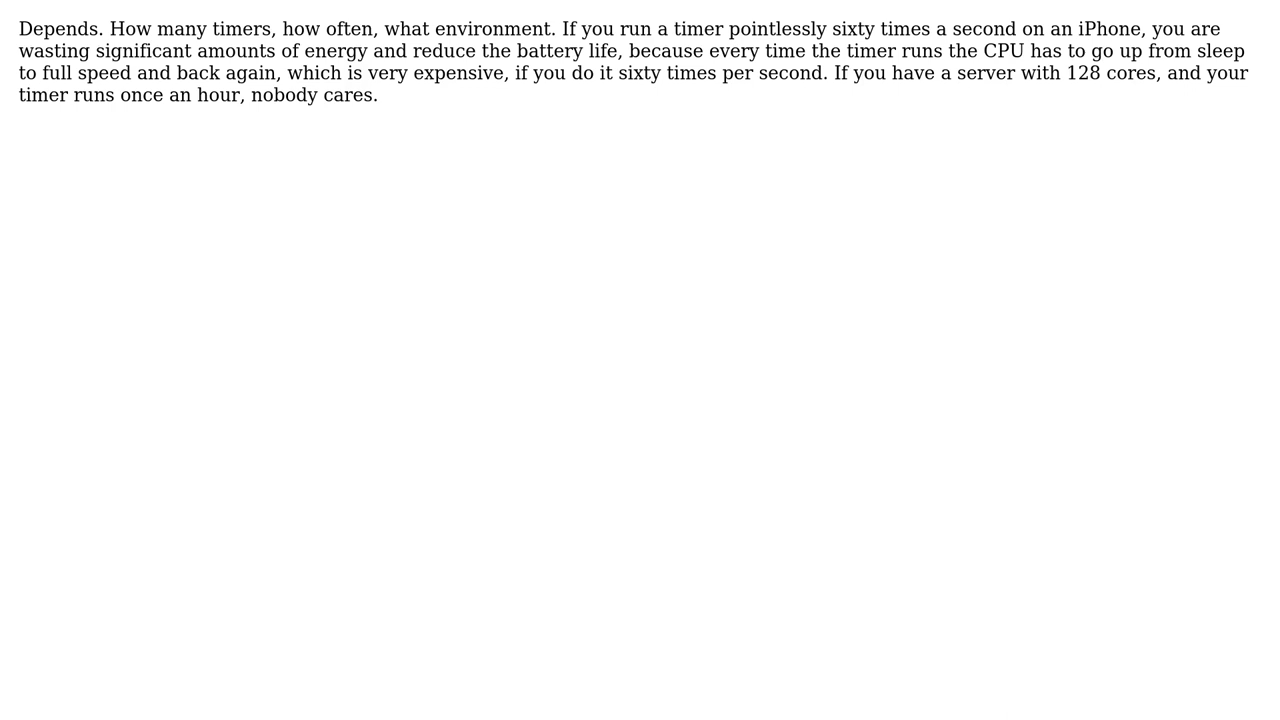 Depends. How many timers, how often, what environment. If you run a timer pointlessly sixty times a second on an iPhone, you are
wasting significant amounts of energy and reduce the battery life, because every time the timer runs the CPU has to go up from sleep
to full speed and back again, which is very expensive, if you do it sixty times per second. If you have a server with 128 cores, and your
timer runs once an hour, nobody cares.